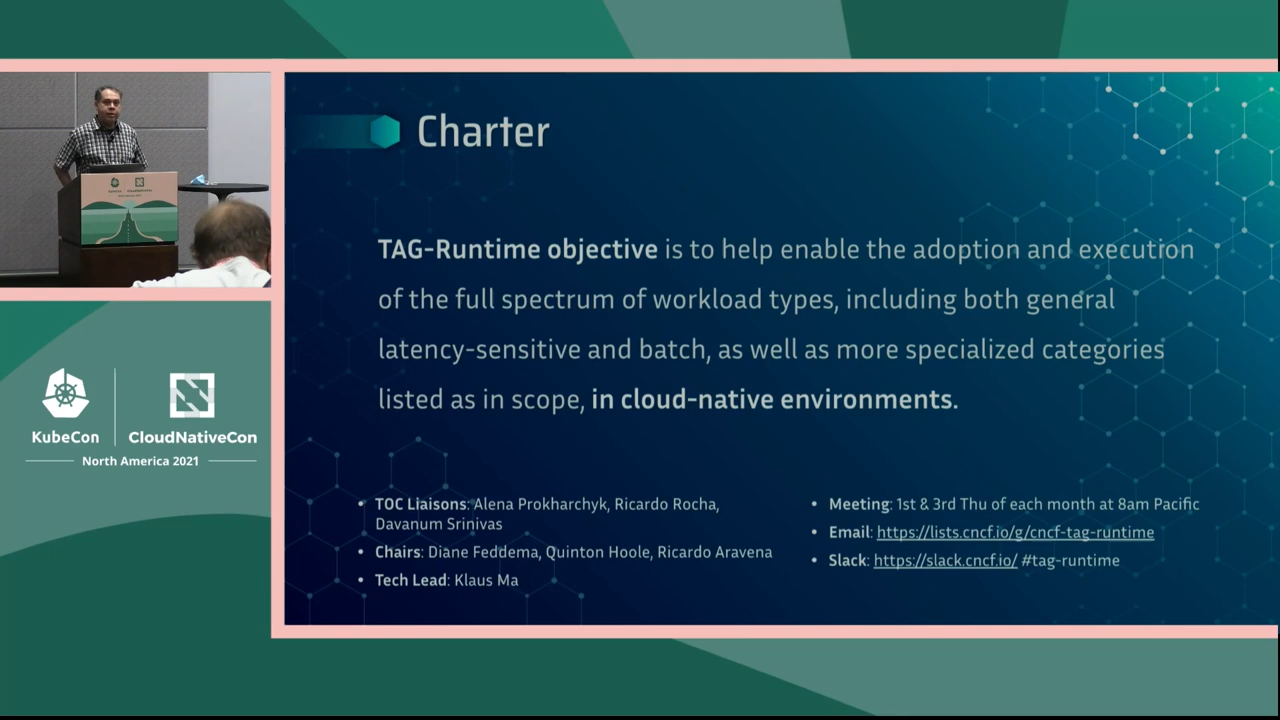 Charter
TAG-Runtime objective is to help enable the adoption and execution
of the full spectrum of workload types, including both general
latency-sensitive and batch, as well as more specialized categories
listed as in scope, in cloud-native environments.
• TOC Liaisons: Alena Prokharchyk, Ricardo Rocha,
Davanum Srinivas
• Chairs: Diane Feddema, Quinton Hoole, Ricardo Aravena
• Tech Lead: Klaus Ma
• Meeting: 1st & 3rd Thu of each month at 8am Pacific
• Email: https://lists.cncf.io/g/cncf-tag-runtime
• Slack: https://slack.cncf.io/ #tag-runtime
KubeCon
CloudNativeCon
North America 2021